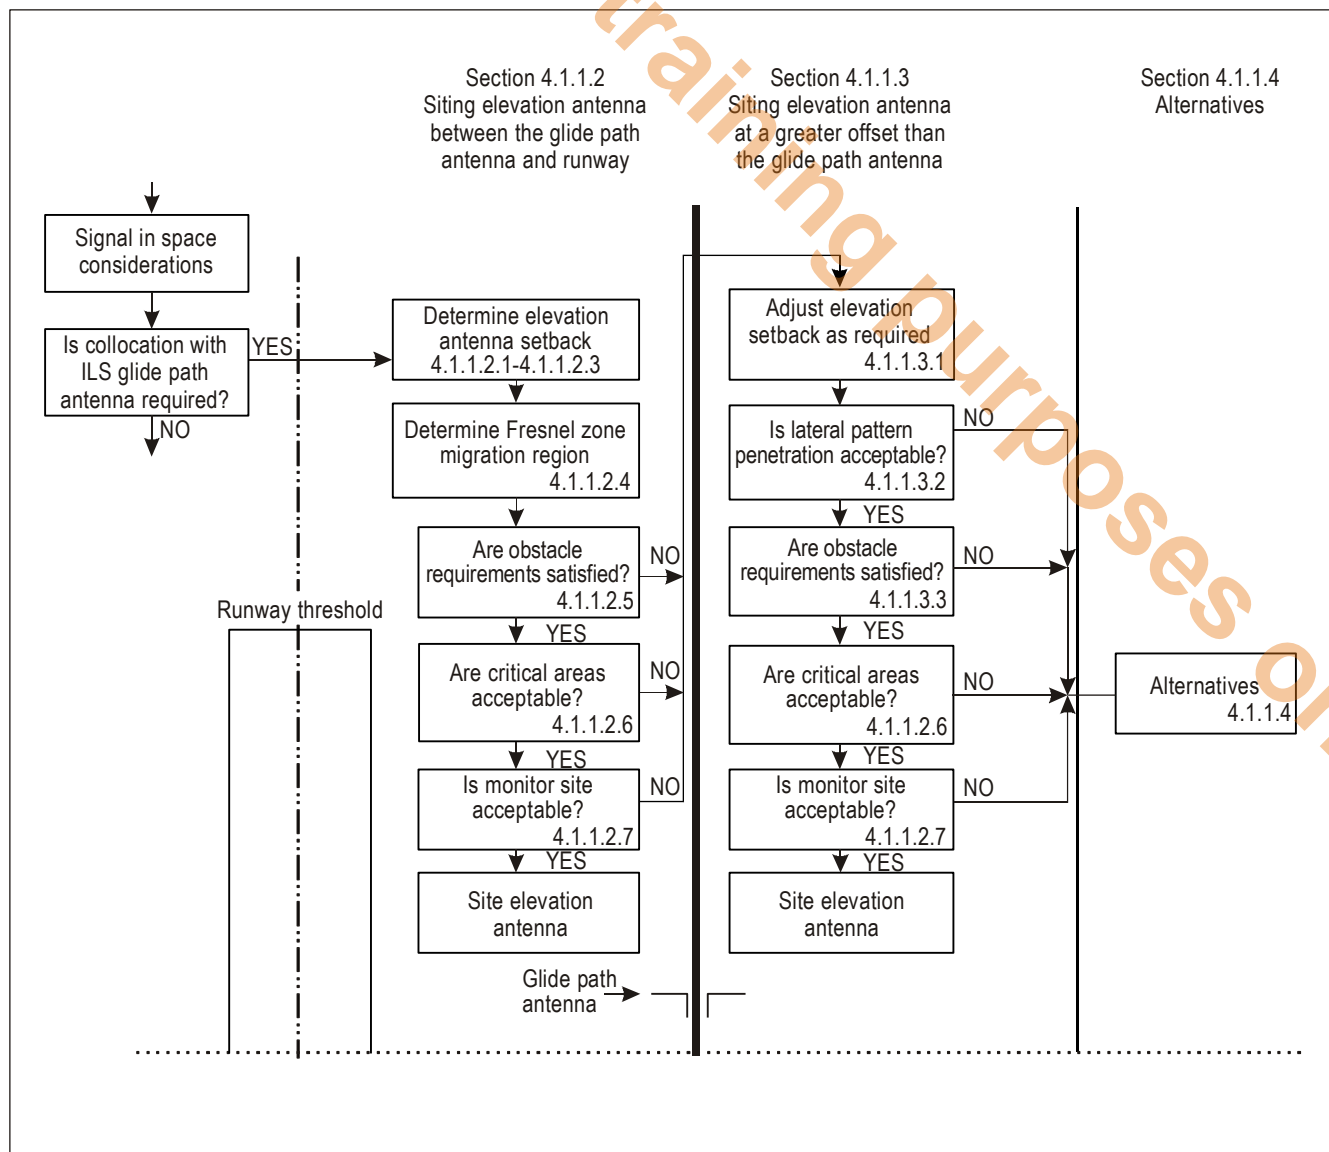 Section 4.1.1.2
Siting elevation antenna
between the glide path
antenna and runway
Section 4.1.1.3
Siting elevation antenna
at a greater offset than
the glide path antenna
Section 4.1.1.4
Alternatives
Signal in space
considerations
Is collocation with
ILS glide path
antenna required?
YES
NO
Runway threshold
Determine elevation
antenna setback
4.1.1.2.1-4.1.1.2.3
Determine Fresnel zone
migration region
4.1.1.2.4
Are obstacle
requirements satisfied?
4.1.1.2.5
NO
YES
Are critical areas
acceptable?
4.1.1.2.6
NO
YES
Is monitor site
acceptable?
4.1.1.2.7
NO
YES
Site elevation
antenna
Glide path
antenna
Adjust elevation
setback as required
4.1.1.3.1
Is lateral pattern
penetration acceptable?
4.1.1.3.2
NO
YES
Are obstacle
requirements satisfied?
4.1.1.3.3
NO
YES
Are critical areas
acceptable?
4.1.1.2.6
NO
YES
Is monitor site
acceptable?
4.1.1.2.7
NO
YES
Site elevation
antenna
Alternatives
4.1.1.4
training purposes